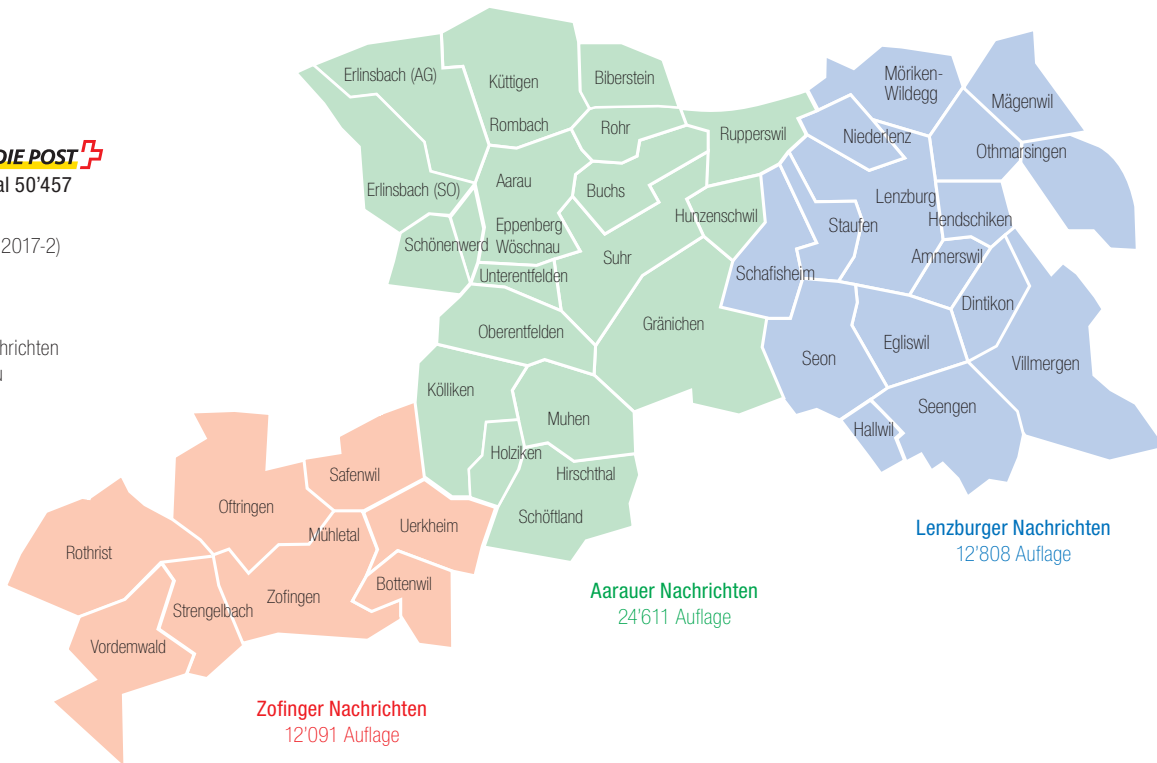 DIE POST
al 50'457
2017-2)
hrichten
Erlinsbach (AG)
Küttigen
Biberstein
Rombach
Rohr
Rupperswil
Erlinsbach (SO)
Aarau
Buchs
Eppenberg
Wöschnau
Hunzenschwil
Schönenwerd
Unterentfelden
Suhr
Oberentfelden
Gränichen
Kölliken
Muhen
Holziken
Hirschthal
Schöftland
Möriken-
Wildegg
Mägenwil
Niederlenz
Othmarsingen
Lenzburg
Staufen
Hendschiken
Ammerswil
Schafisheim
Dintikon
Seon
Egliswil
Villmergen
Seengen
Hallwil
Safenwil
Oftringen
Mühletal
Uerkheim
Rothrist
Bottenwil
Zofingen
Strengelbach
Vordemwald
Lenzburger Nachrichten
12'808 Auflage
Aarauer Nachrichten
24'611 Auflage
Zofinger Nachrichten
12'091 Auflage